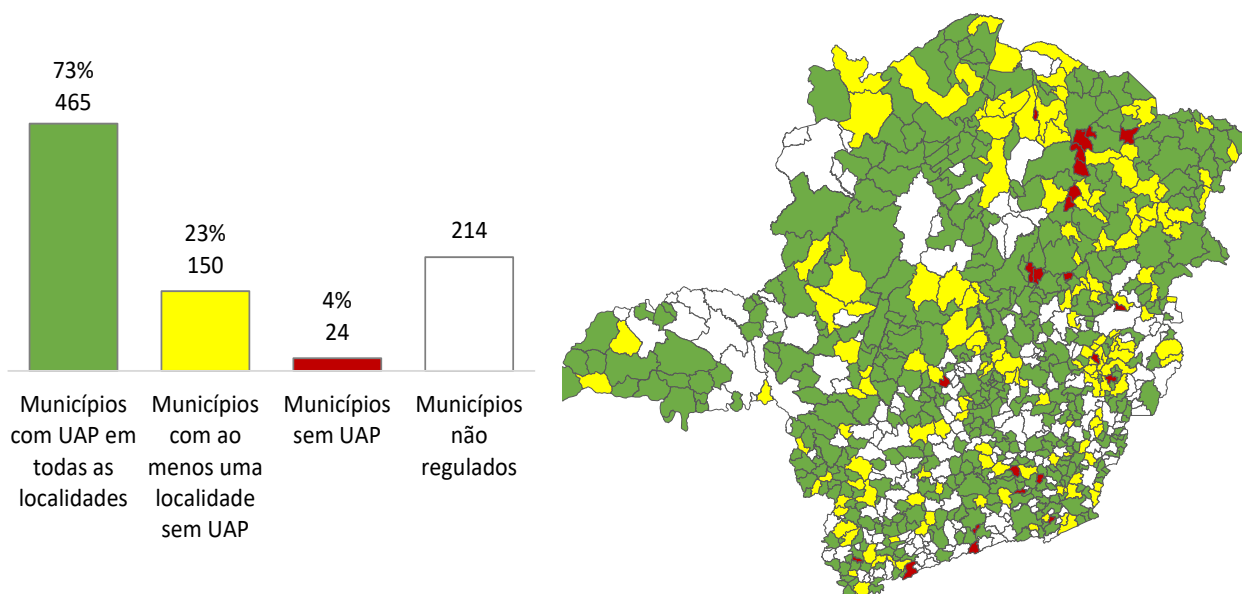 73%
465
23%
150
4%
24
214
Municípios
com UAP em
todas as
localidades
Municípios
com ao
menos uma
localidade
sem UAP
Municípios
sem UAP
Municípios
não
regulados